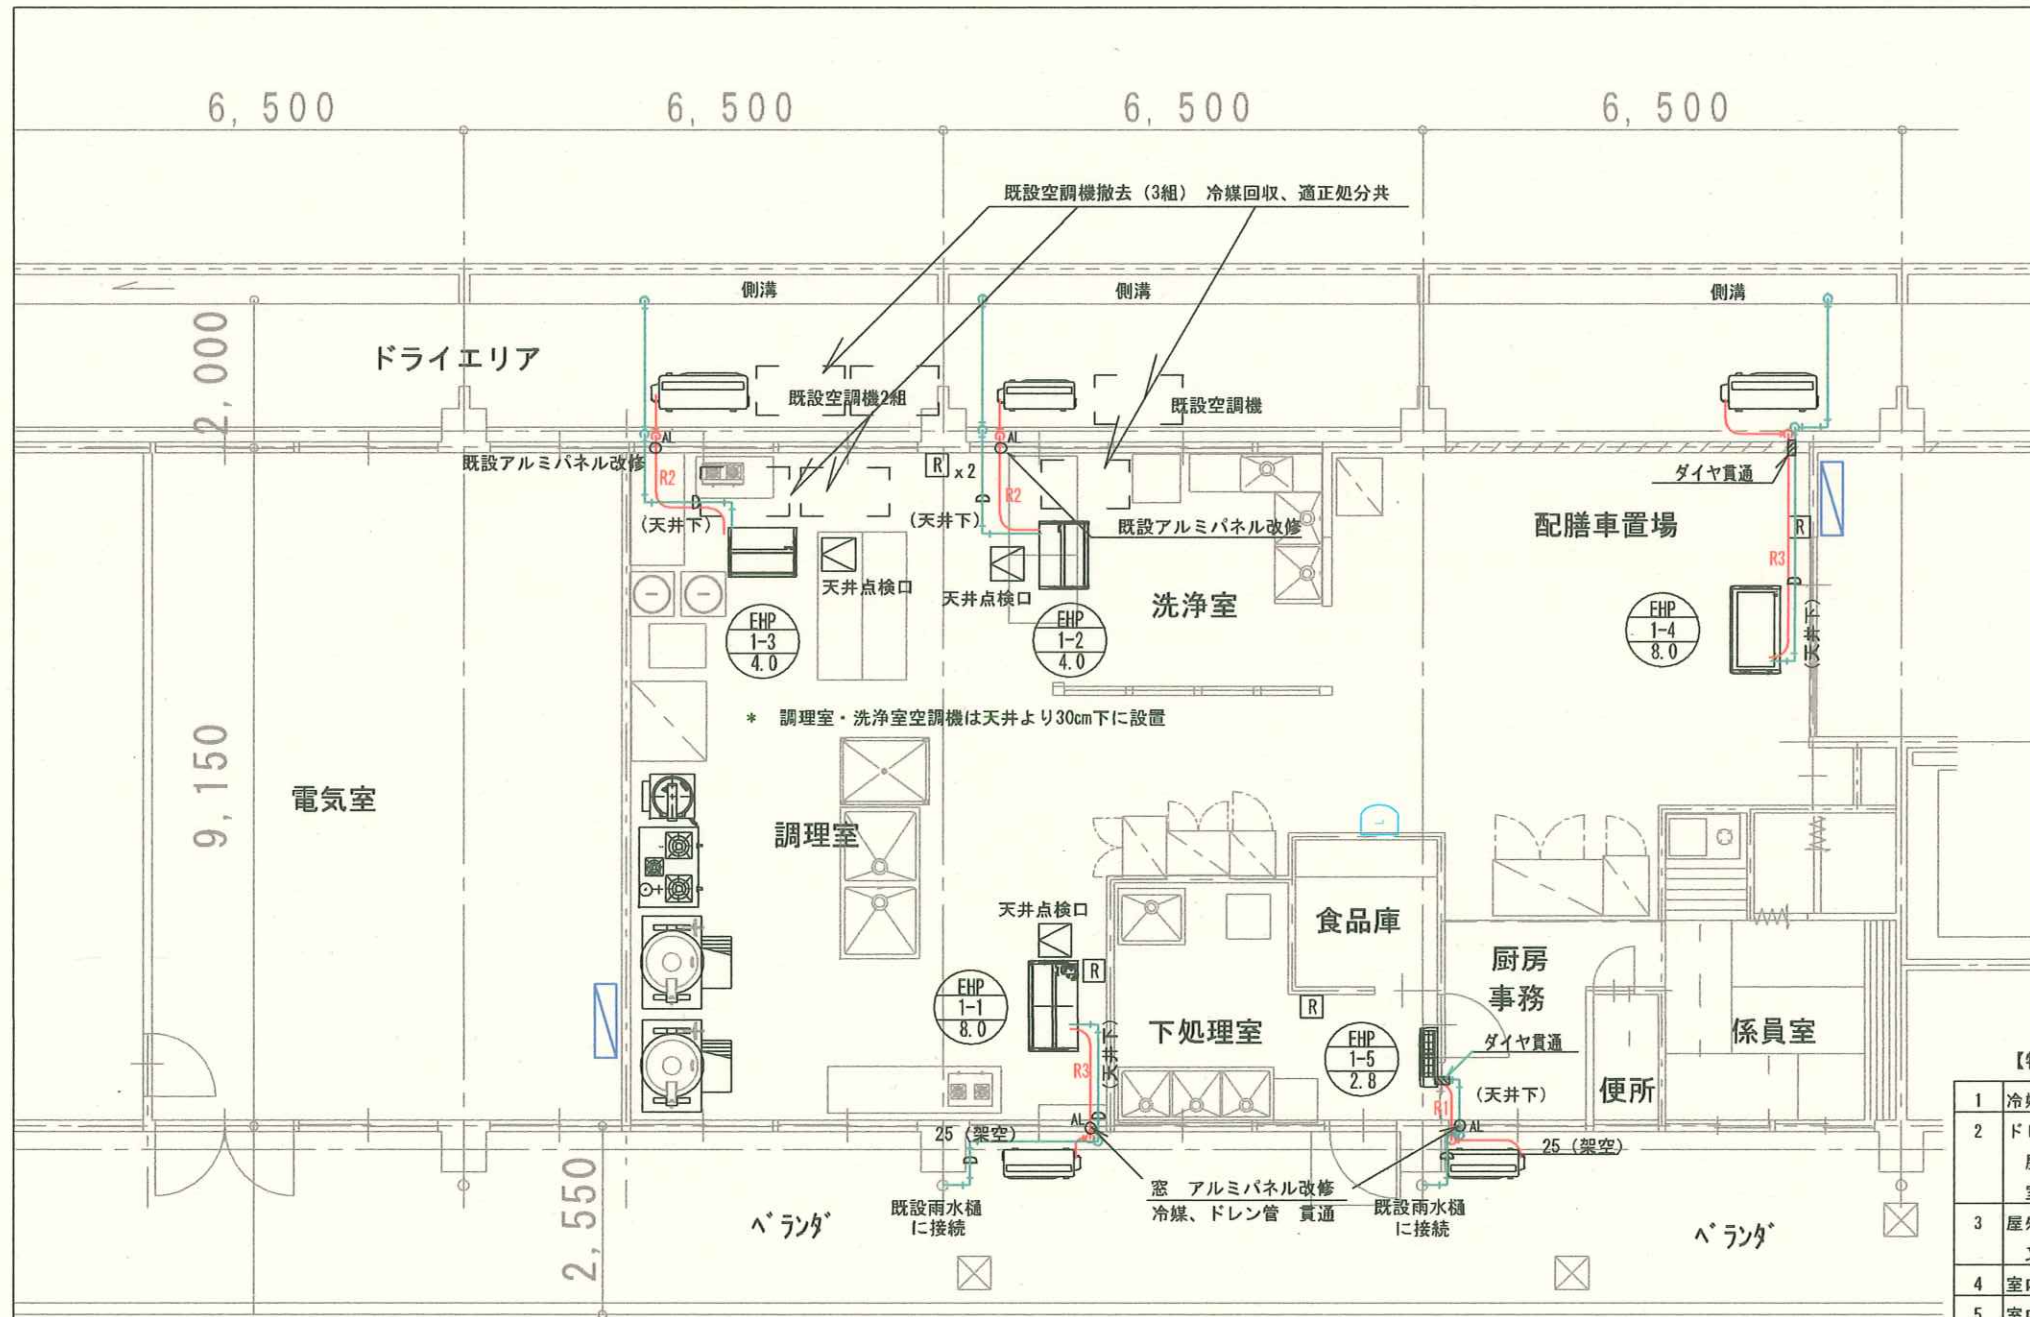 6,500
6,500
6,500
6,500
既設空調機撤去（3組） 冷媒回収、適正処分共
側溝
側溝
側溝
2,000
ドライエリア
既設空調機2組
既設空調機
AL
AL
既設アルミパネル改修
R2
R x2
R2
ダイヤ貫通
D
(天井下)
(天井下)
D
既設アルミパネル改修
配膳車置場
R
R3
D
天井点検口
天井点検口
洗浄室
(天井下)
EHP
1-3
4.0
EHP
1-2
4.0
EHP
1-4
8.0
* 調理室・洗浄室空調機は天井より30cm下に設置
9,150
電気室
調理室
天井点検口
食品庫
厨房
事務
R
R
EHP
1-1
8.0
下処理室
EHP
1-5
2.8
ダイヤ貫通
係員室
(天井下)
R3
R1
(天井下)
便所
AL
D
AL
25 (架空)
25 (架空)
D
D
2,550
窓 アルミパネル改修
冷媒、ドレン管 貫通
既設雨水樋
に接続
既設雨水樋
に接続
ベランダ
ベランダ
1
2
3
4 室内
5